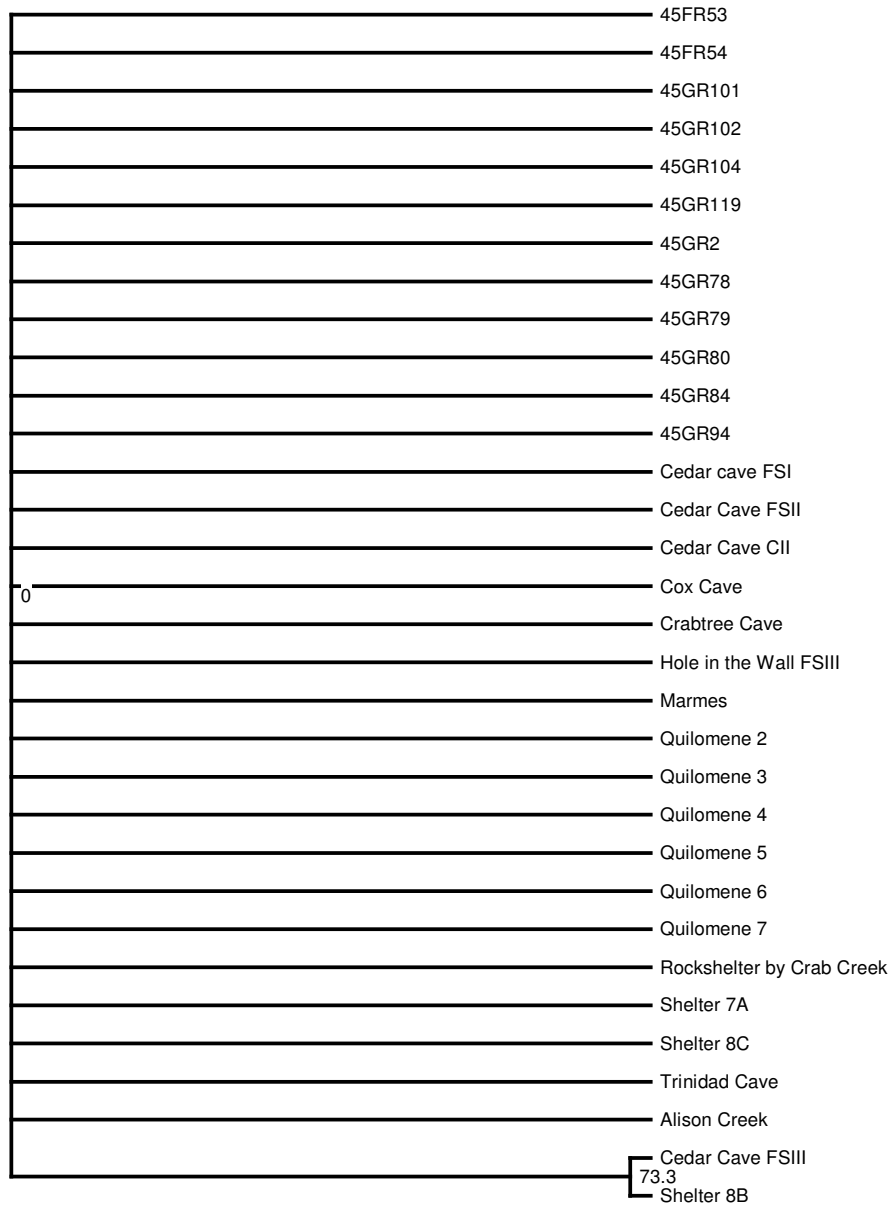 45FR53
45FR54
45GR101
45GR102
45GR104
45GR119
45GR2
45GR78
45GR79
45GR80
45GR84
45GR94
Cedar cave FSI
Cedar Cave FSII
Cedar Cave CII
Cox Cave
0
Crabtree Cave
Hole in the Wall FSIII
Marmes
Quilomene 2
Quilomene 3
Quilomene 4
Quilomene 5
Quilomene 6
Quilomene 7
Rockshelter by Crab Creek
Shelter 7A
Shelter 8C
Trinidad Cave
Alison Creek
Cedar Cave FSIII
73.3
Shelter 8B